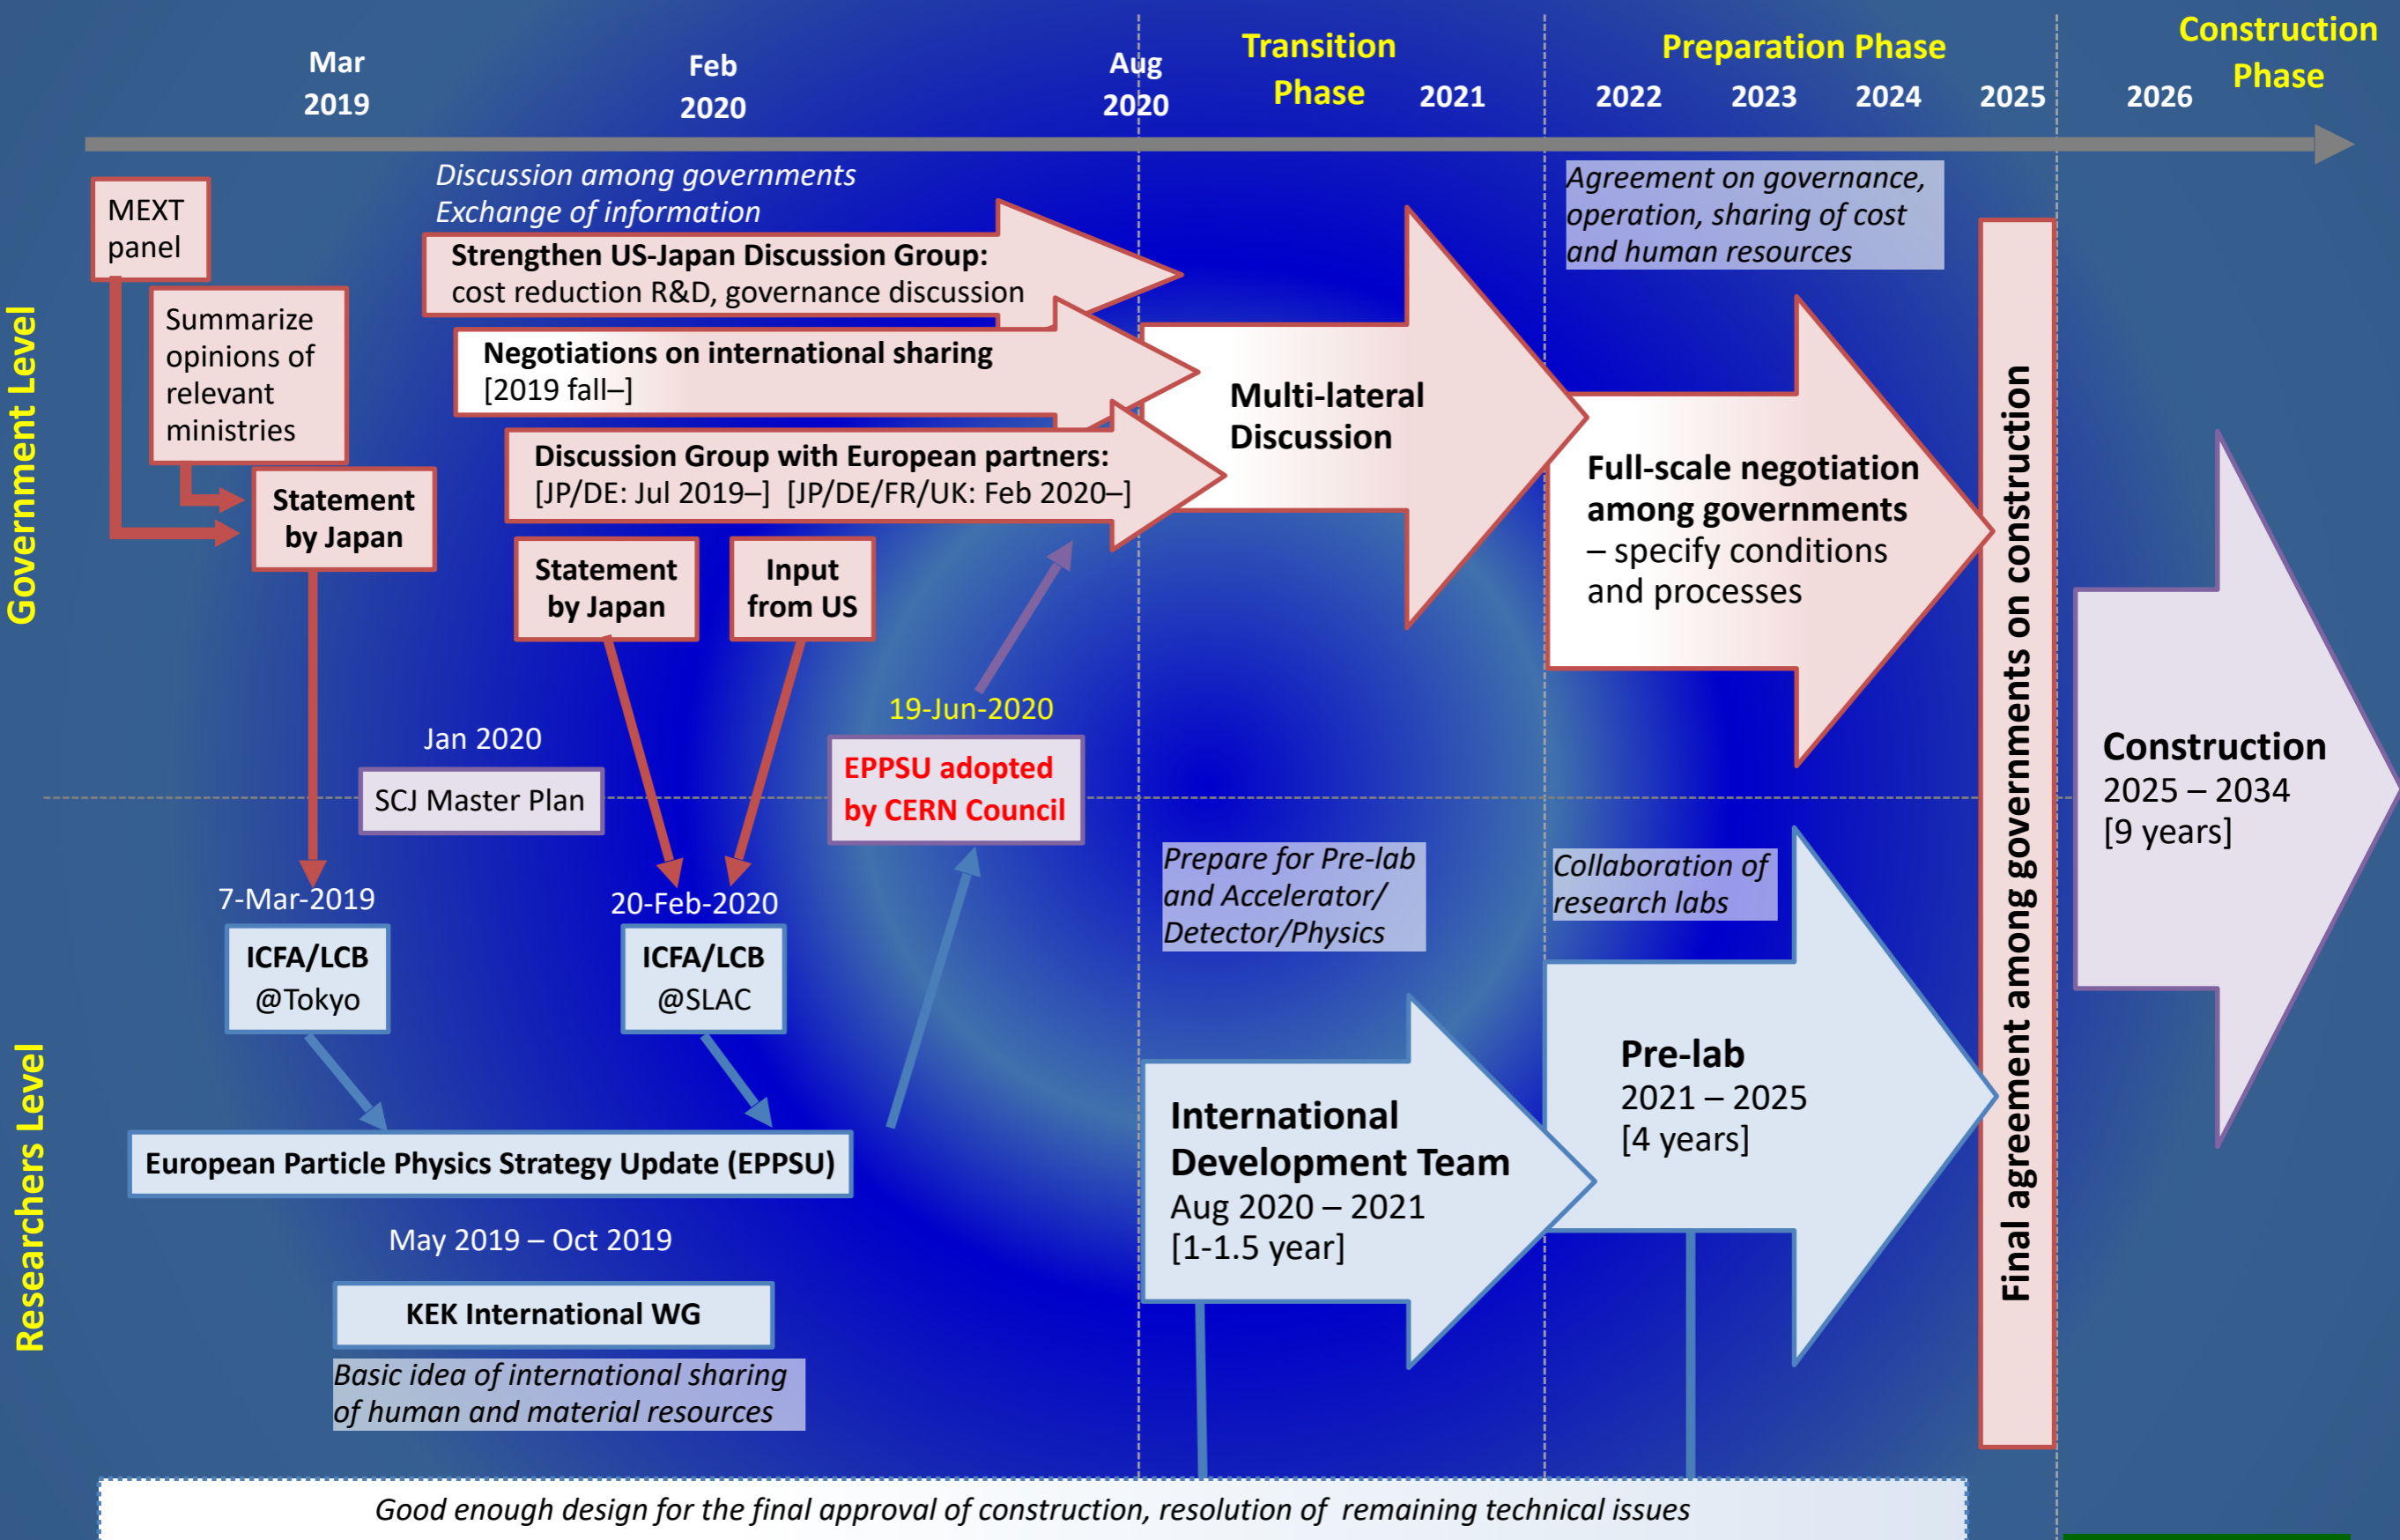 Mar
2019
Feb
2020
Aug
2020
Transition
Phase
2021
Preparation Phase
2022
2023
2024
2025
Construction
Phase
2026
Government Level
MEXT
panel
Summarize
opinions of
relevant
ministries
Statement
by Japan
Discussion among governments
Exchange of information
Strengthen US-Japan Discussion Group:
cost reduction R&D, governance discussion
Negotiations on international sharing
[2019 fall–]
Discussion Group with European partners:
[JP/DE: Jul 2019–] [JP/DE/FR/UK: Feb 2020–]
Statement
by Japan
Input
from US
Multi-lateral
Discussion
Agreement on governance,
operation, sharing of cost
and human resources
Full-scale negotiation
among governments
– specify conditions
and processes
Final agreement among governments on construction
Construction
2025 – 2034
[9 years]
19-Jun-2020
EPPSU adopted
by CERN Council
Jan 2020
SCJ Master Plan
Researchers Level
7-Mar-2019
ICFA/LCB
@Tokyo
20-Feb-2020
ICFA/LCB
@SLAC
European Particle Physics Strategy Update (EPPSU)
May 2019 – Oct 2019
KEK International WG
Basic idea of international sharing
of human and material resources
Prepare for Pre-lab
and Accelerator/
Detector/Physics
International
Development Team
Aug 2020 – 2021
[1-1.5 year]
Collaboration of
research labs
Pre-lab
2021 – 2025
[4 years]
Good enough design for the final approval of construction, resolution of remaining technical issues